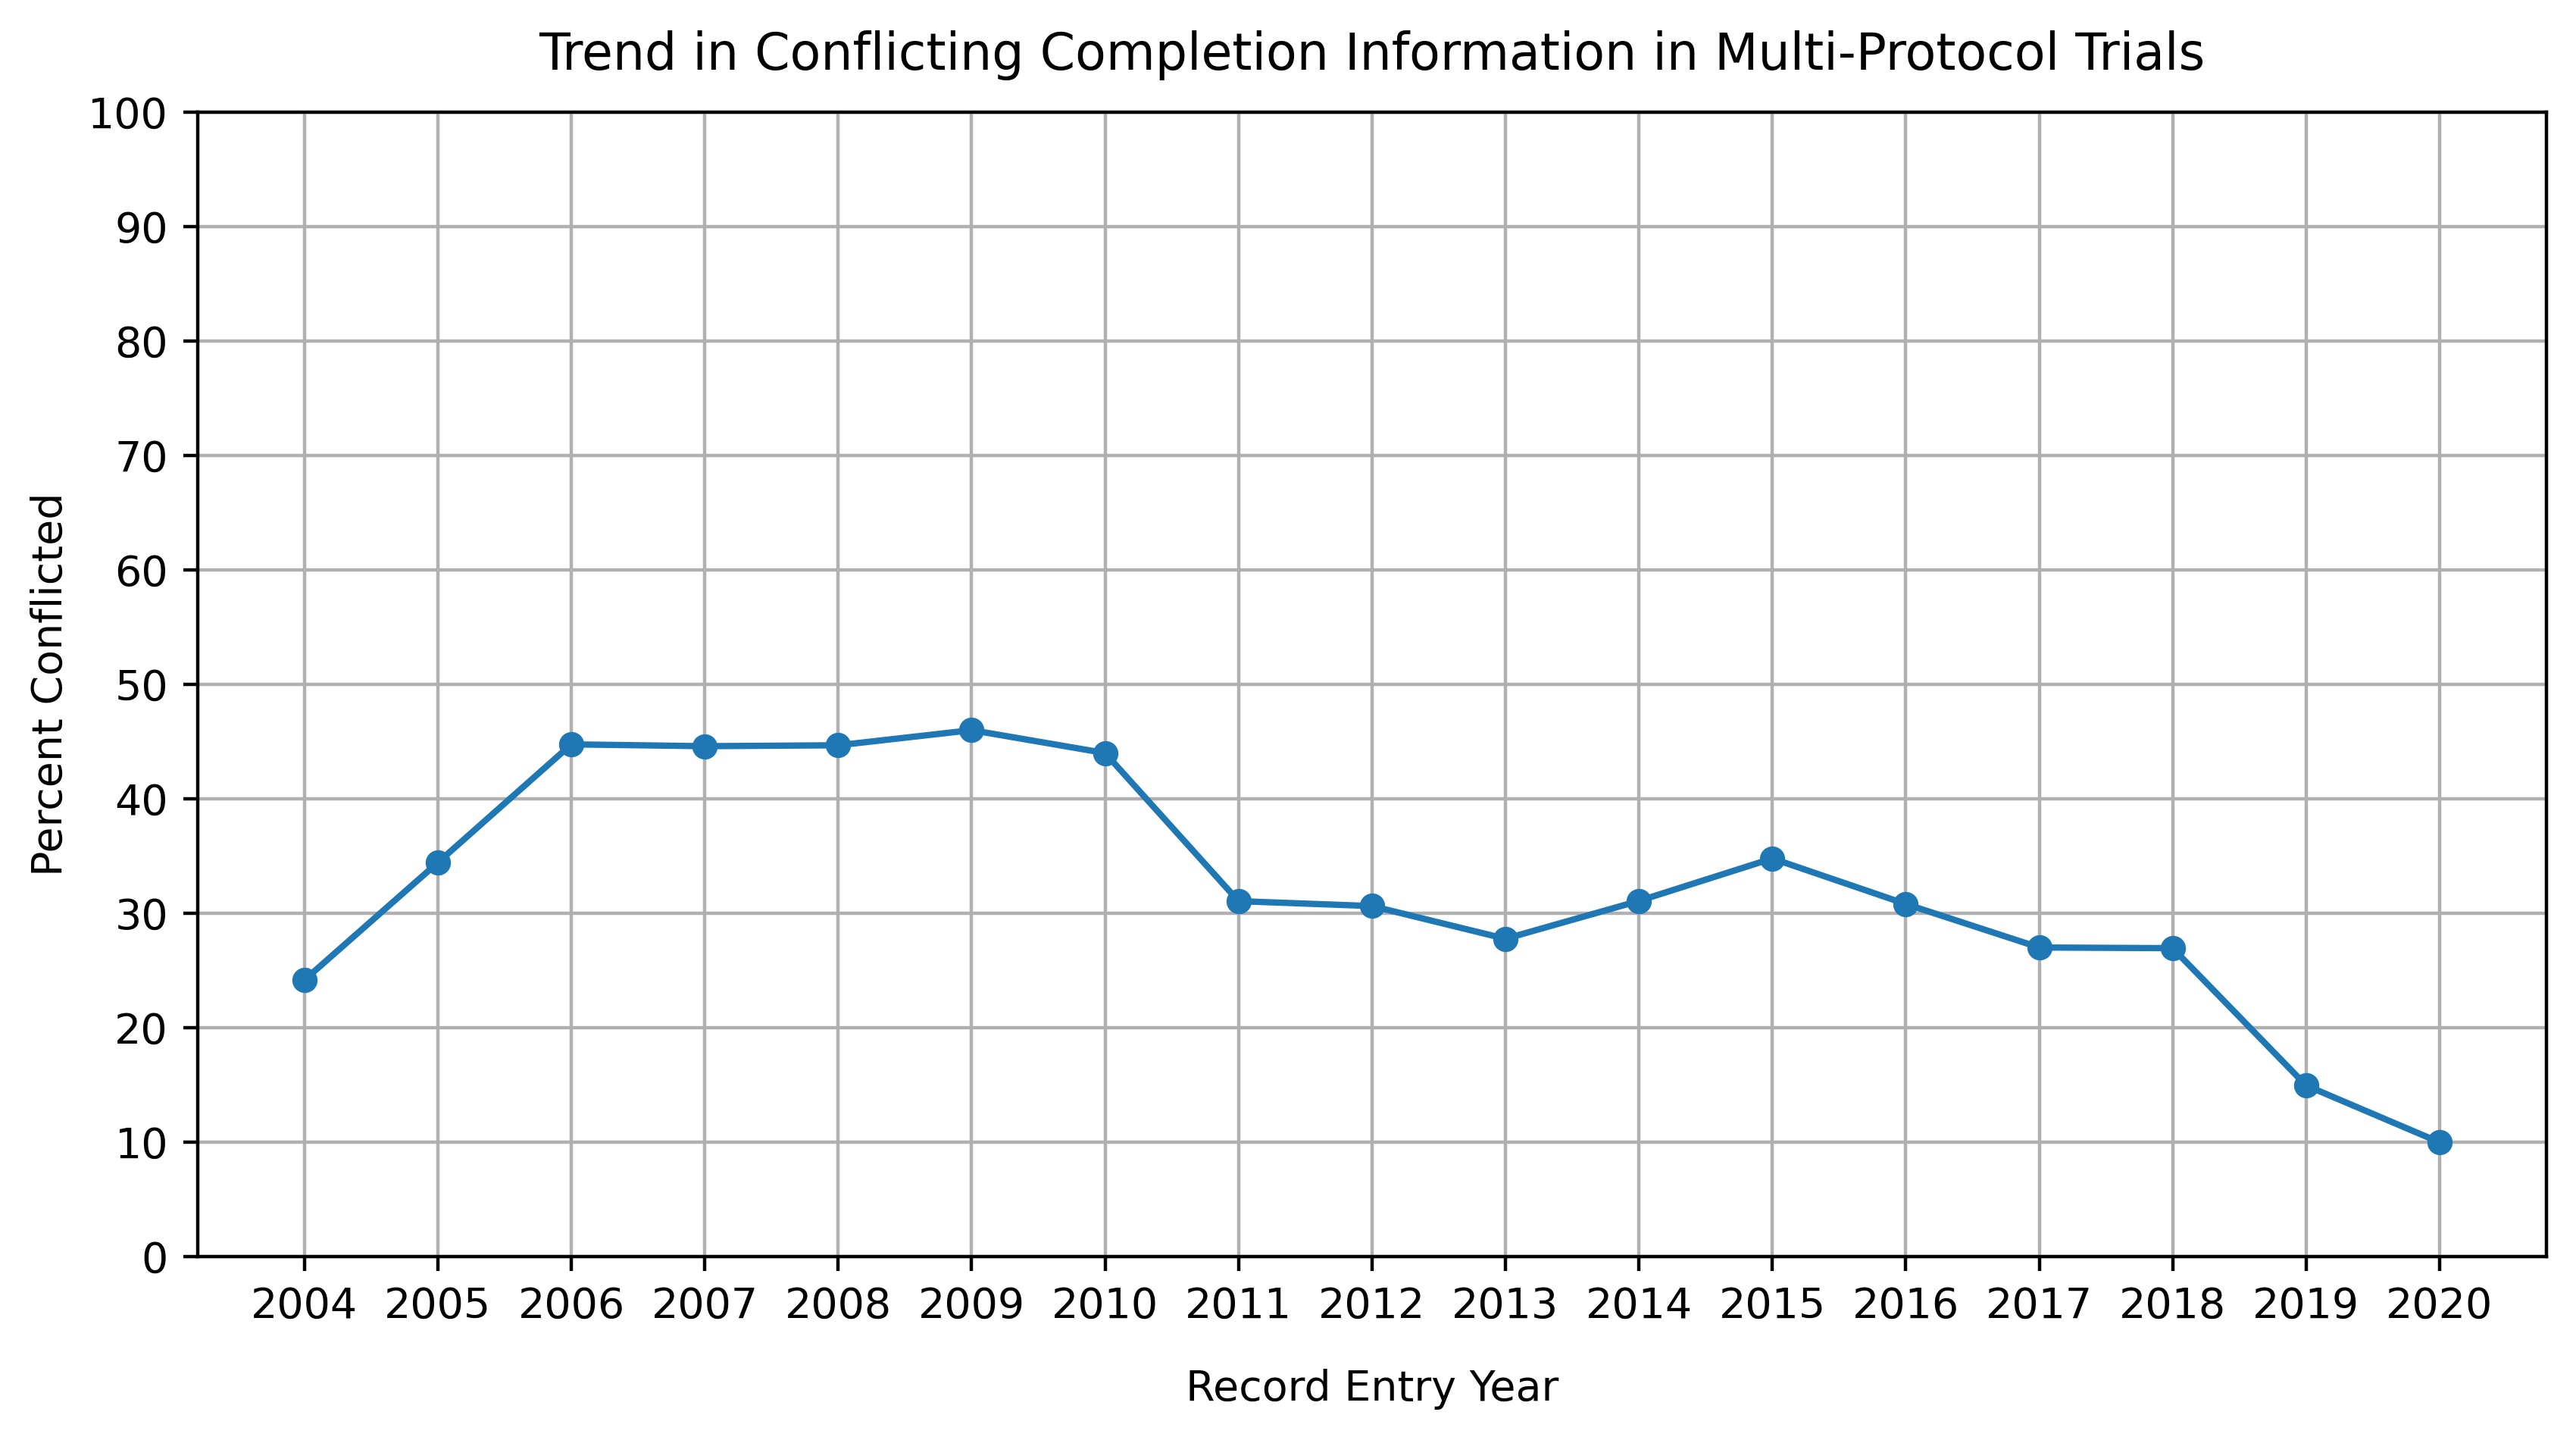 Trend in Conflicting Completion Information in Multi-Protocol Trials
100
90
80
70
60
50
40
30
20
10
0
Percent Conflicted
2004 2005 2006 2007 2008 2009 2010 2011 2012 2013 2014 2015 2016 2017 2018 2019 2020
Record Entry Year